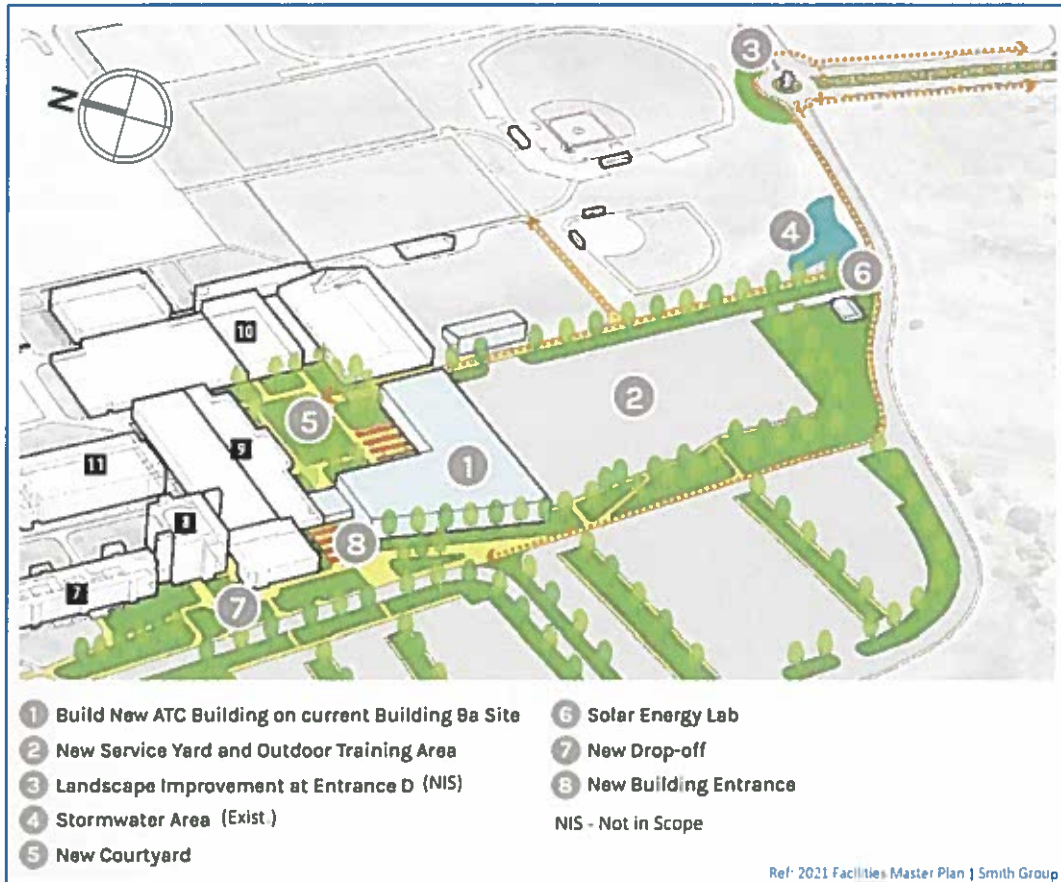 N
3
4
6
10
5
2
9
11
1
8
8
7
7
1 Build New ATC Building on current Building 9a Site
2 New Service Yard and Outdoor Training Area
3 Landscape Improvement at Entrance D (NIS)
4 Stormwater Area (Exist.)
5 New Courtyard
6 Solar Energy Lab
7 New Drop-off
8 New Building Entrance
NIS - Not in Scope
Ref: 2021 Facilities Master Plan | Smith Group